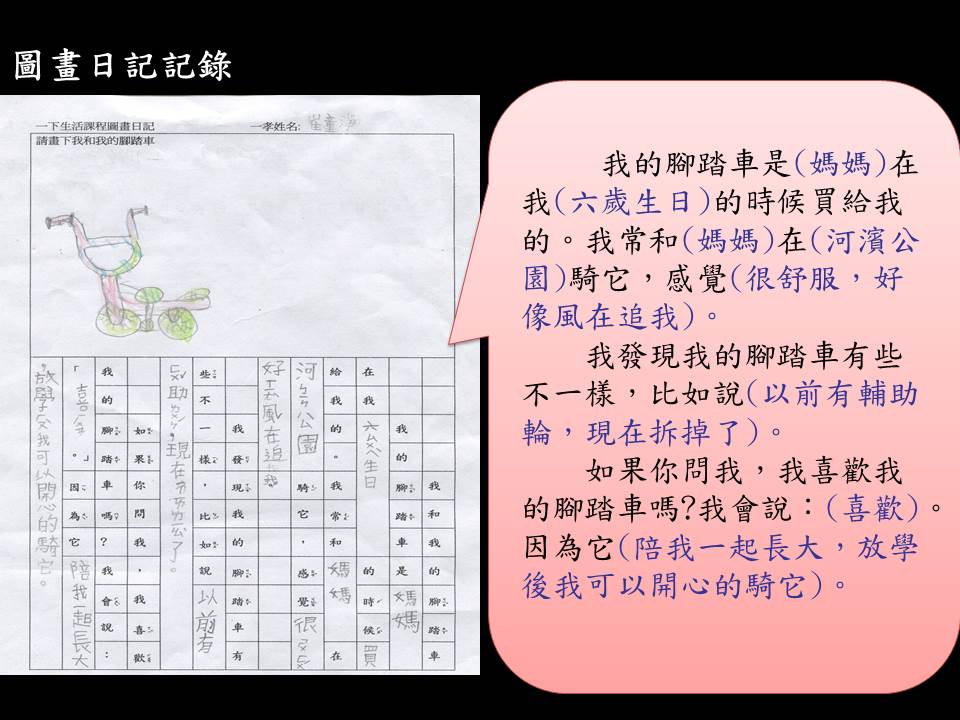 圖畫日記記錄
一下生活課程圖畫日記
一孝姓名:
請畫下我和我的腳踏車
我和我的腳踏車
我的腳踏車是媽媽
在我六生日的時候買
給我的。我常和媽媽在
河公園騎它，感覺很
好風在追我。
我發現我的腳踏車有
些不一樣，比如說以前有
助，現在了。
如果你問我，我喜歡
我的腳踏車嗎？我會說：
「喜。」因為它陪我一起長大
，放學我可以開心的騎它。
我的腳踏車是(媽媽)在
我(六歲生日)的時候買給我
的。我常和(媽媽)在(河濱公
園)騎它，感覺(很舒服，好
像風在追我)。
我發現我的腳踏車有些
不一樣，比如說(以前有輔助
輪，現在拆掉了)。
如果你問我，我喜歡我
的腳踏車嗎?我會說：(喜歡)。
因為它(陪我一起長大，放學
後我可以開心的騎它)。